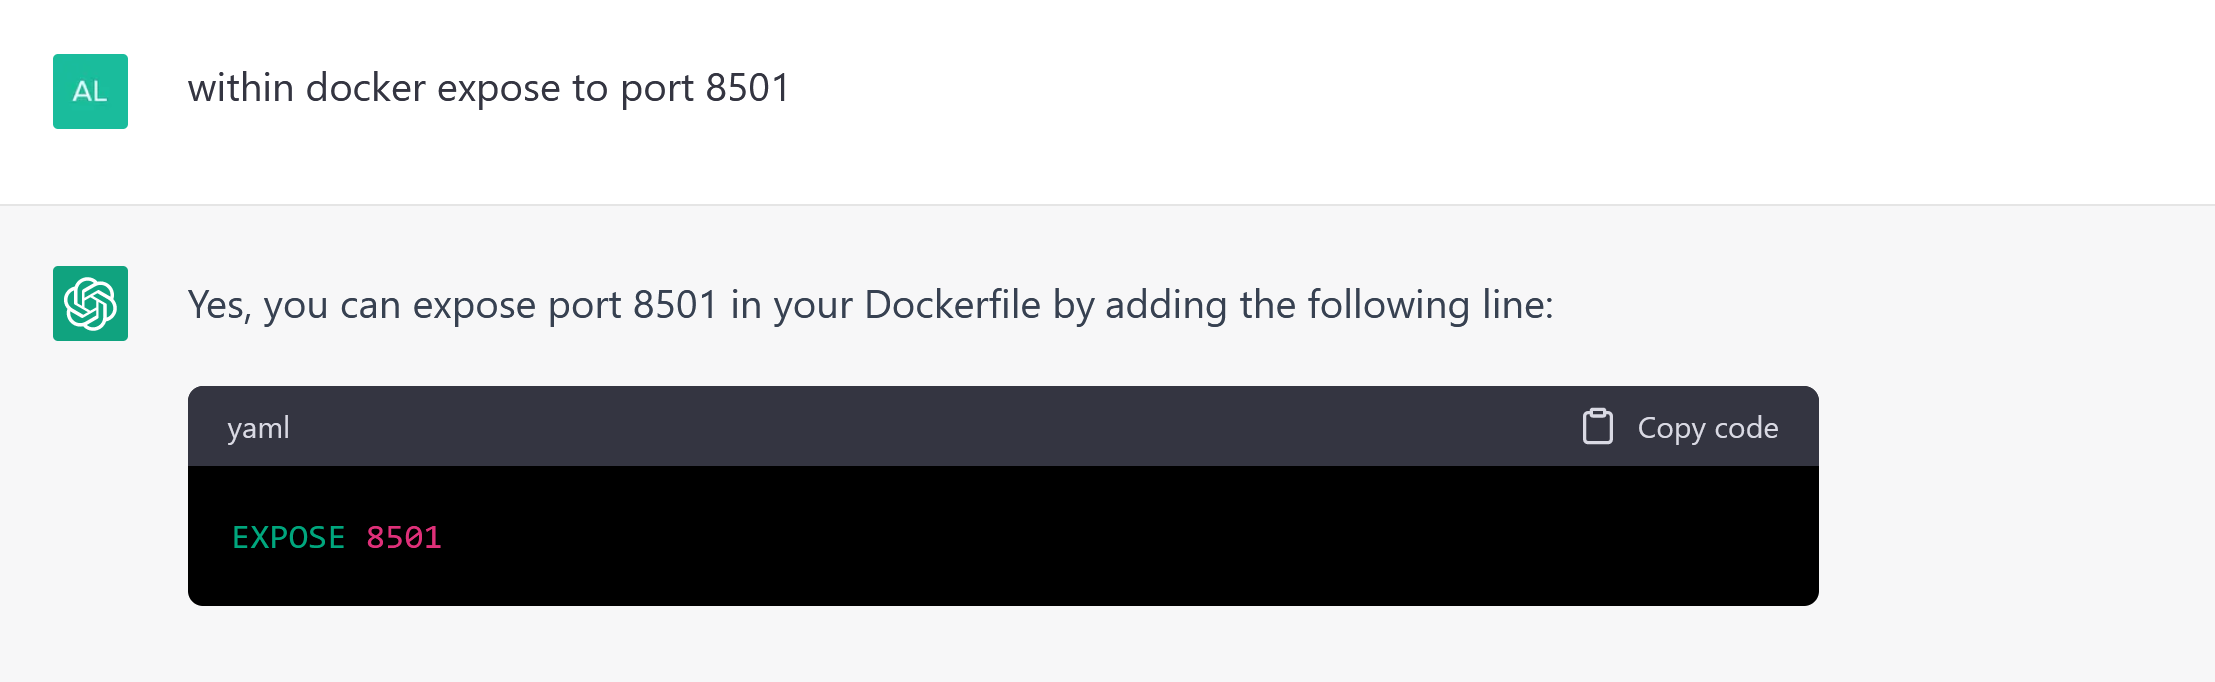 AL
within docker expose to port 8501
Yes, you can expose port 8501 in your Dockerfile by adding the following line:
yaml
Copy code
EXPOSE 8501